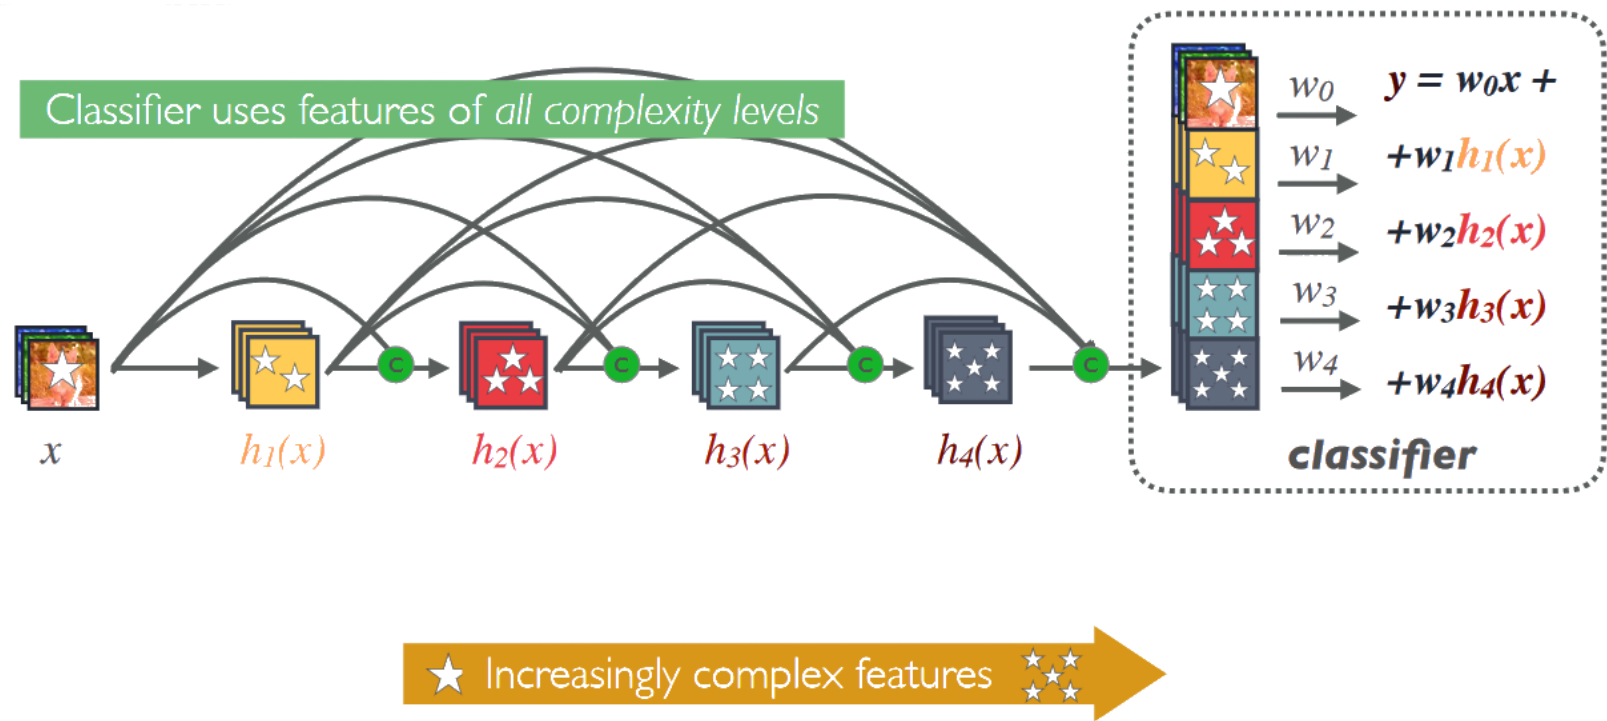 Classifier uses features of all complexity levels
C
C
C
C
x
h1(x)
h2(x)
h3(x)
h4(x)
w0
y = w0x +
w1
+w1h1(x)
w2
+w2h2(x)
w3
+w3h3(x)
w4
+w4h4(x)
classifier
Increasingly complex features